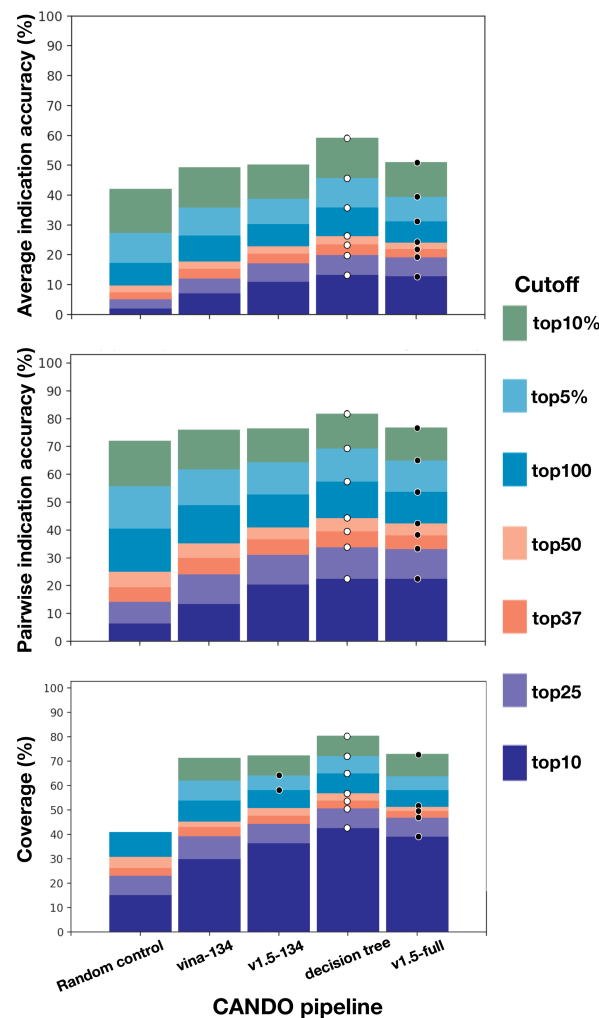 Average indication accuracy (%)
100
90
80
70
60
50
40
30
20
10
0
Pairwise indication accuracy (%)
100
90
80
70
60
50
40
30
20
10
0
Coverage (%)
100
90
80
70
60
50
40
30
20
10
0
Random control
vina-134
v1.5-134
decision tree
v1.5-full
CANDO pipeline
Cutoff
top10%
top5%
top100
top50
top37
top25
top10